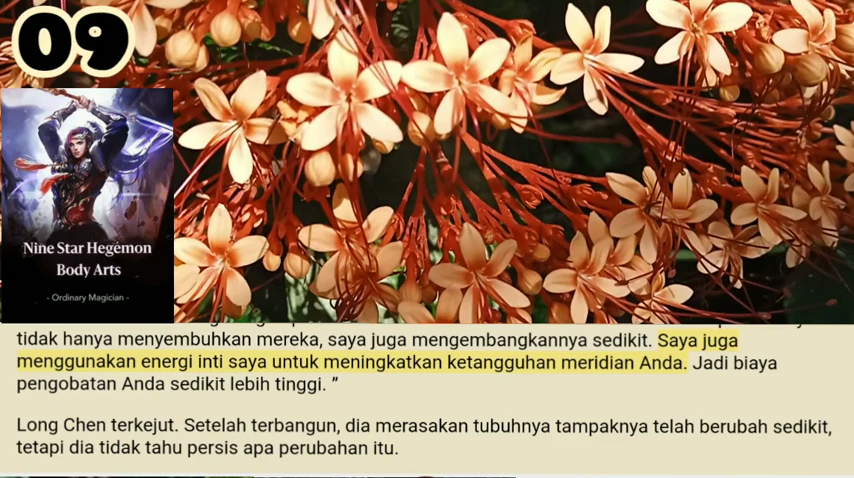 09
Nine Star Hegemon
Body Arts
- Ordinary Magician -
tidak hanya menyembuhkan mereka, saya juga mengembangkannya sedikit. Saya juga
menggunakan energi inti saya untuk meningkatkan ketangguhan meridian Anda. Jadi biaya
pengobatan Anda sedikit lebih tinggi. ”
Long Chen terkejut. Setelah terbangun, dia merasakan tubuhnya tampaknya telah berubah sedikit,
tetapi dia tidak tahu persis apa perubahan itu.